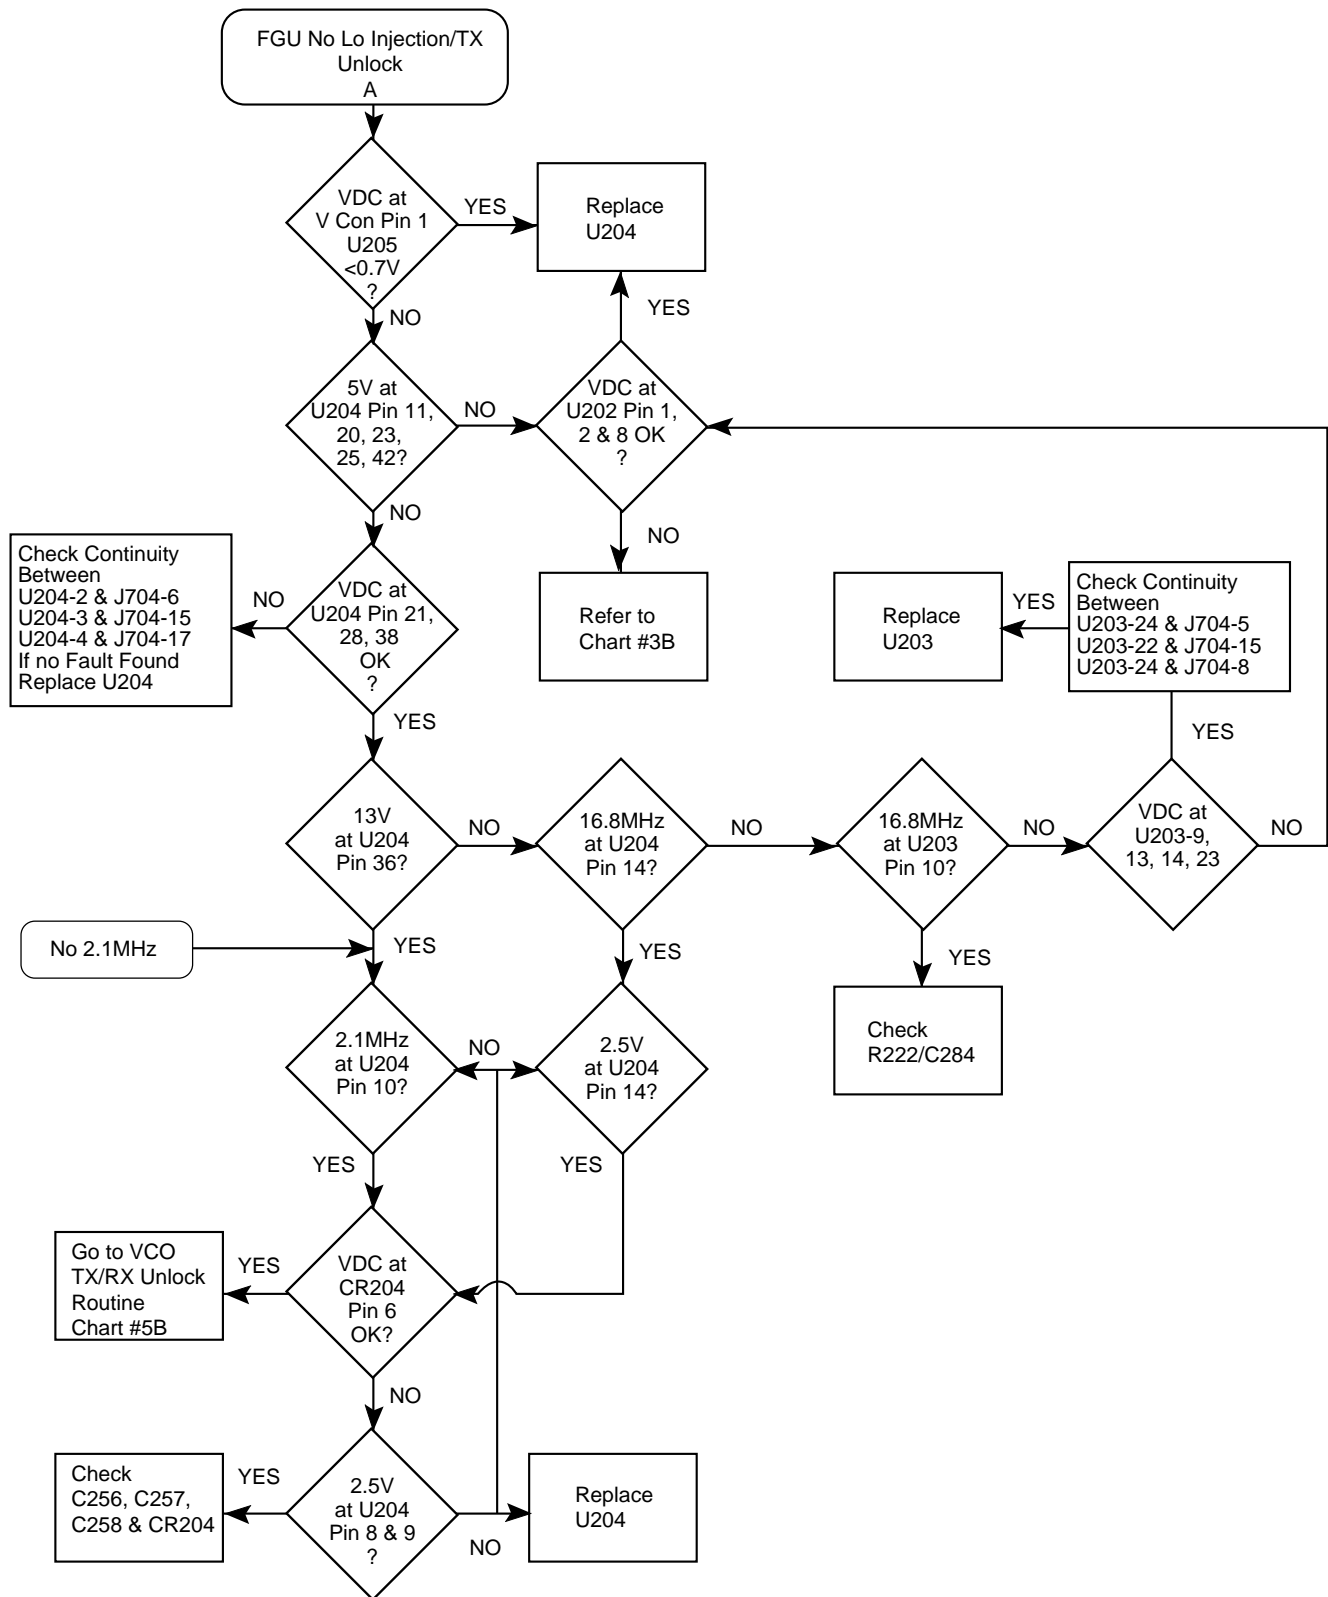 FGU No Lo Injection/TX
Unlock
A
VDC at
V Con Pin 1
U205
<0.7V
?
YES
Replace
U204
NO
YES
5V at
U204 Pin 11,
20, 23,
25, 42?
NO
VDC at
U202 Pin 1,
2 & 8 OK
?
NO
NO
Check Continuity
Between
U204-2 & J704-6
U204-3 & J704-15
U204-4 & J704-17
If no Fault Found
Replace U204
NO
VDC at
U204 Pin 21,
28, 38
OK
?
Refer to
Chart #3B
Replace
U203
YES
Check Continuity
Between
U203-24 & J704-5
U203-22 & J704-15
U203-24 & J704-8
YES
YES
13V
at U204
Pin 36?
NO
16.8MHz
at U204
Pin 14?
NO
16.8MHz
at U203
Pin 10?
NO
VDC at
U203-9,
13, 14, 23
NO
No 2.1MHz
YES
YES
YES
Check
R222/C284
2.1MHz
at U204
Pin 10?
NO
2.5V
at U204
Pin 14?
YES
YES
Go to VCO
TX/RX Unlock
Routine
Chart #5B
YES
VDC at
CR204
Pin 6
OK?
NO
Check
C256, C257,
C258 & CR204
YES
2.5V
at U204
Pin 8 & 9
?
NO
Replace
U204